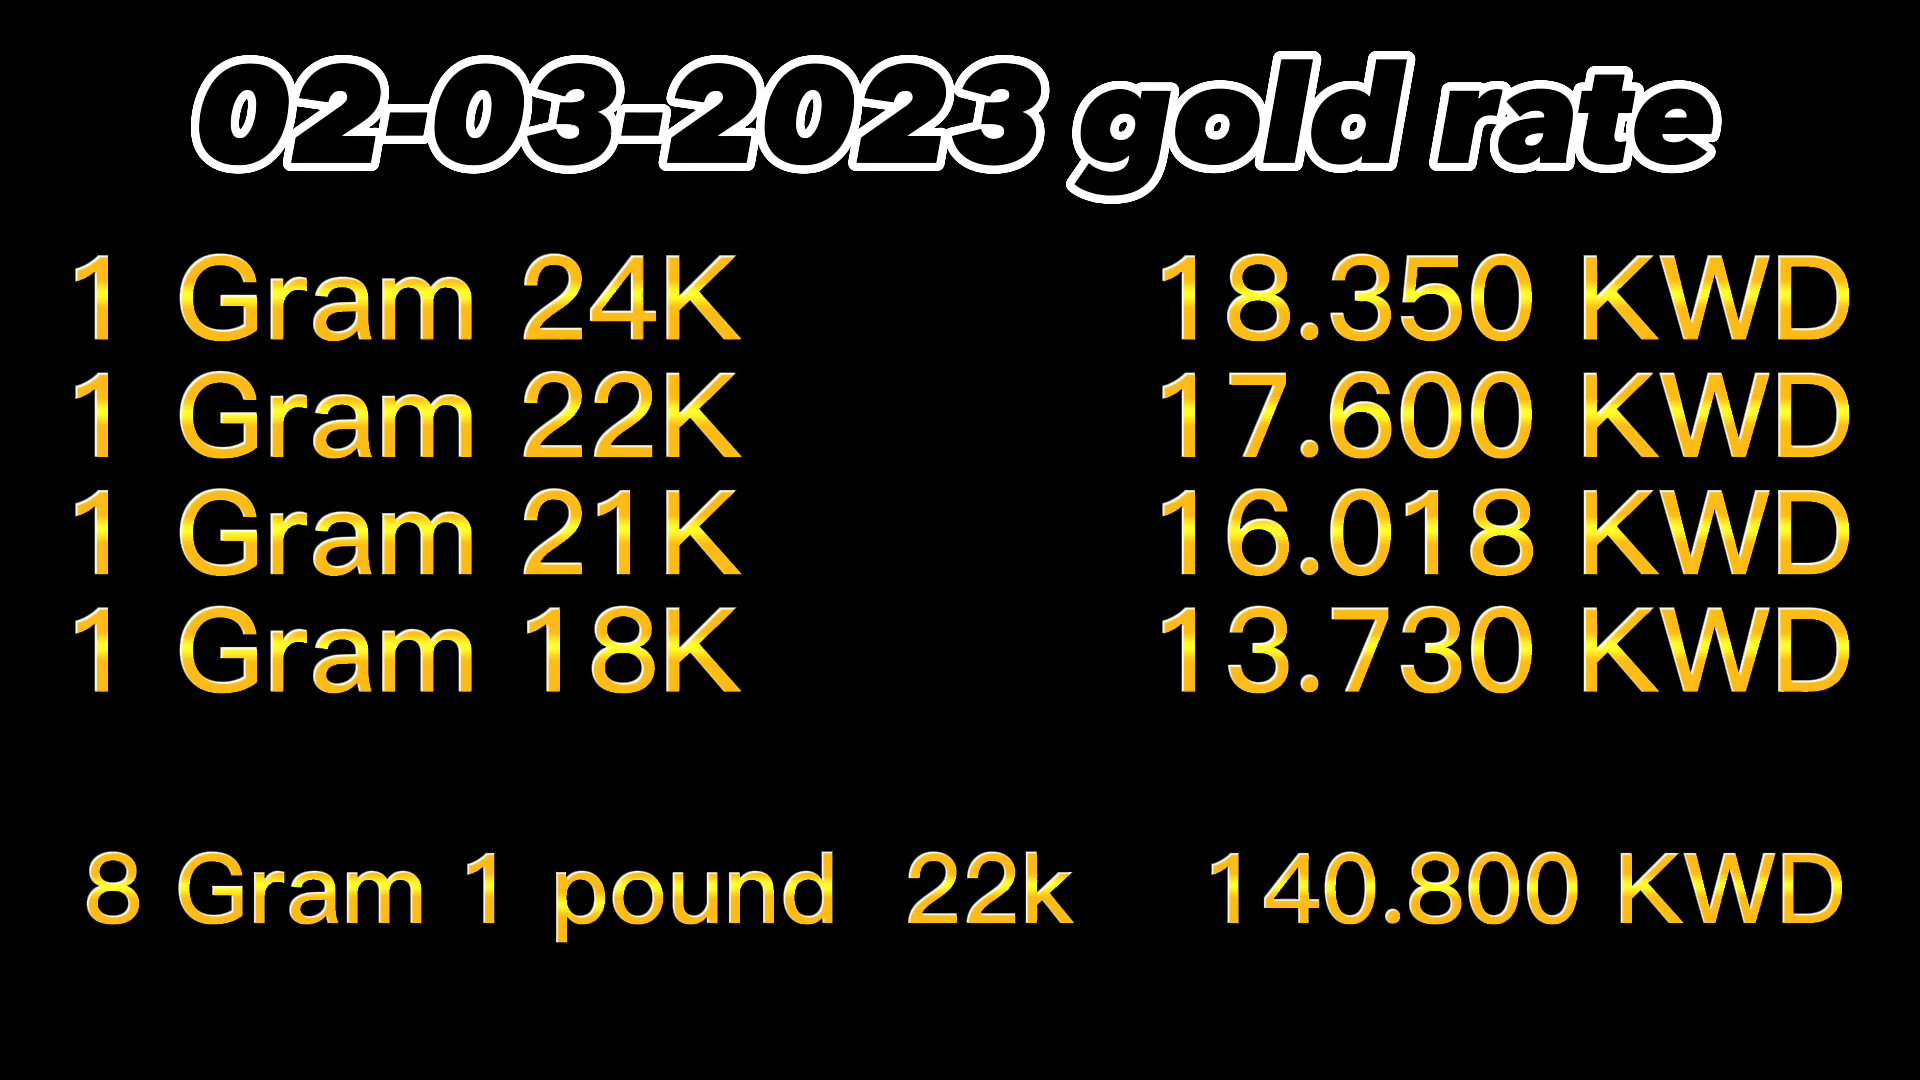 02-03-2023 gold rate
1 Gram 24K 18.350 KWD
1 Gram 22K 17.600 KWD
1 Gram 21K 16.018 KWD
1 Gram 18K 13.730 KWD
8 Gram 1 pound 22k 140.800 KWD